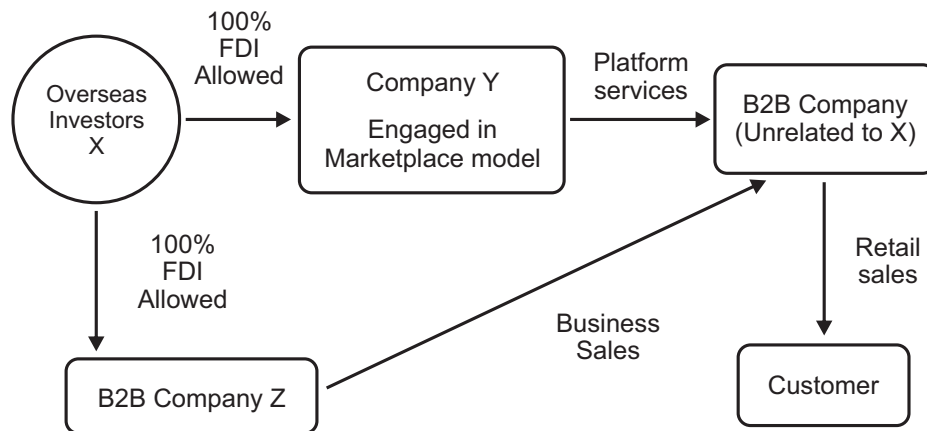 100%
FDI
Allowed
Overseas
Investors
X
Company Y
Engaged in
Marketplace model
Platform
services
B2B Company
(Unrelated to X)
100%
FDI
Allowed
Retail
sales
Business
Sales
B2B Company Z
Customer